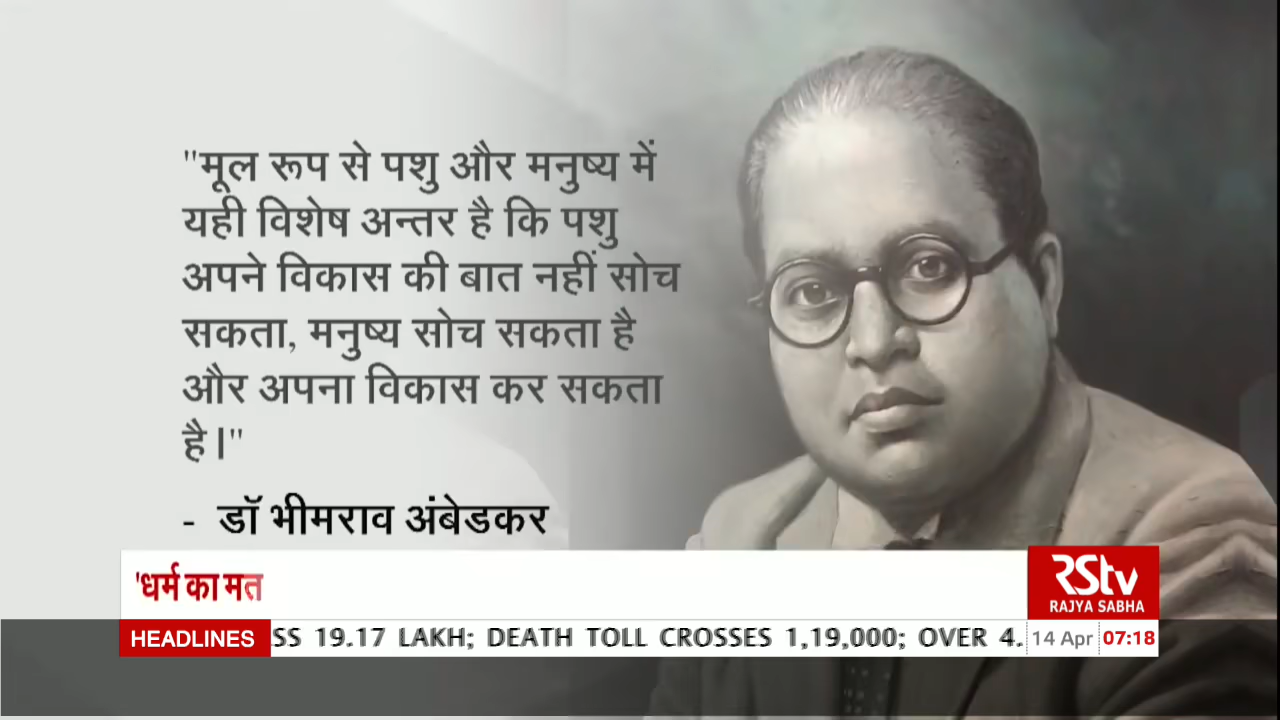 "मूल रूप से पशु और मनुष्य में
यही विशेष अन्तर है कि पशु
अपने विकास की बात नहीं सोच
सकता, मनुष्य सोच सकता है
और अपना विकास कर सकता
है।"
- डॉ भीमराव अंबेडकर
'धर्म का मत
RSTV
RAJYA SABHA
HEADLINES SS 19.17 LAKH; DEATH TOLL CROSSES 1,19,000; OVER 4. 14 Apr 07:18